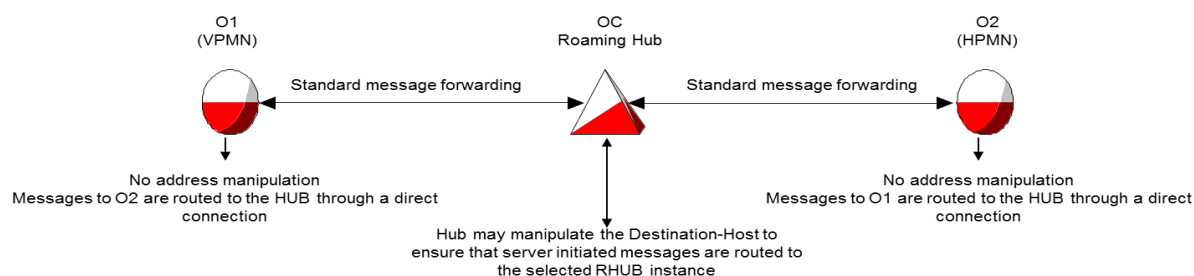 O1
(VPMN)
OC
Roaming Hub
O2
(HPMN)
Standard message forwarding
Standard message forwarding
No address manipulation
Messages to O2 are routed to the HUB through a direct
connection
Hub may manipulate the Destination-Host to
ensure that server initiated messages are routed to
the selected RHUB instance
No address manipulation
Messages to O1 are routed to the HUB through a direct
connection